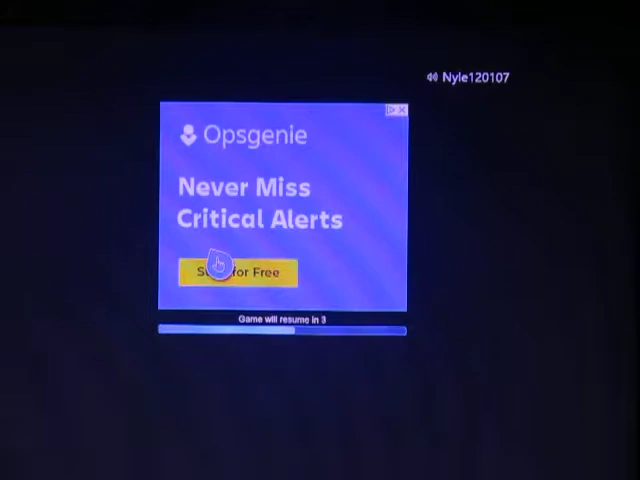 Nyle120107
Opsgenie
Never Miss
Critical Alerts
for Free
Game will resume in 3